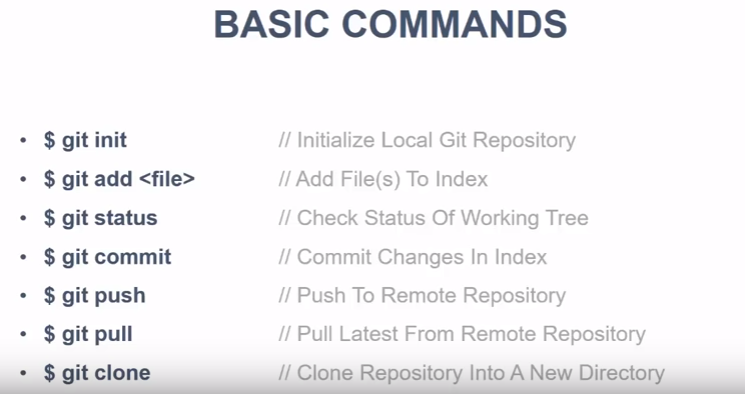 BASIC COMMANDS
• $ git init // Initialize Local Git Repository
• $ git add <file> // Add File(s) To Index
• $ git status // Check Status Of Working Tree
• $ git commit // Commit Changes In Index
• $ git push // Push To Remote Repository
• $ git pull // Pull Latest From Remote Repository
• $ git clone // Clone Repository Into A New Directory